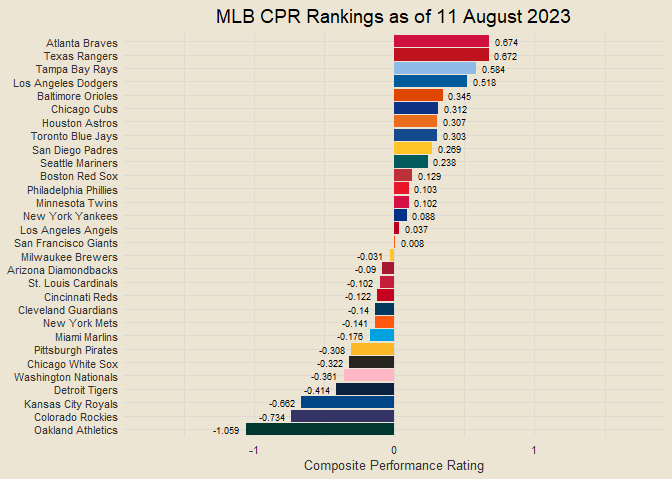 MLB CPR Rankings as of 11 August 2023
Atlanta Braves 0.674
Texas Rangers 0.672
Tampa Bay Rays 0.584
Los Angeles Dodgers 0.518
Baltimore Orioles 0.345
Chicago Cubs 0.312
Houston Astros 0.307
Toronto Blue Jays 0.303
San Diego Padres 0.269
Seattle Mariners 0.238
Boston Red Sox 0.129
Philadelphia Phillies 0.103
Minnesota Twins 0.102
New York Yankees 0.088
Los Angeles Angels 0.037
San Francisco Giants 0.008
Milwaukee Brewers -0.031
Arizona Diamondbacks -0.09
St. Louis Cardinals -0.102
Cincinnati Reds -0.122
Cleveland Guardians -0.14
New York Mets -0.141
Miami Marlins -0.176
Pittsburgh Pirates -0.308
Chicago White Sox -0.322
Washington Nationals -0.361
Detroit Tigers -0.414
Kansas City Royals -0.662
Colorado Rockies -0.734
Oakland Athletics -1.059
-1 0 1
Composite Performance Rating